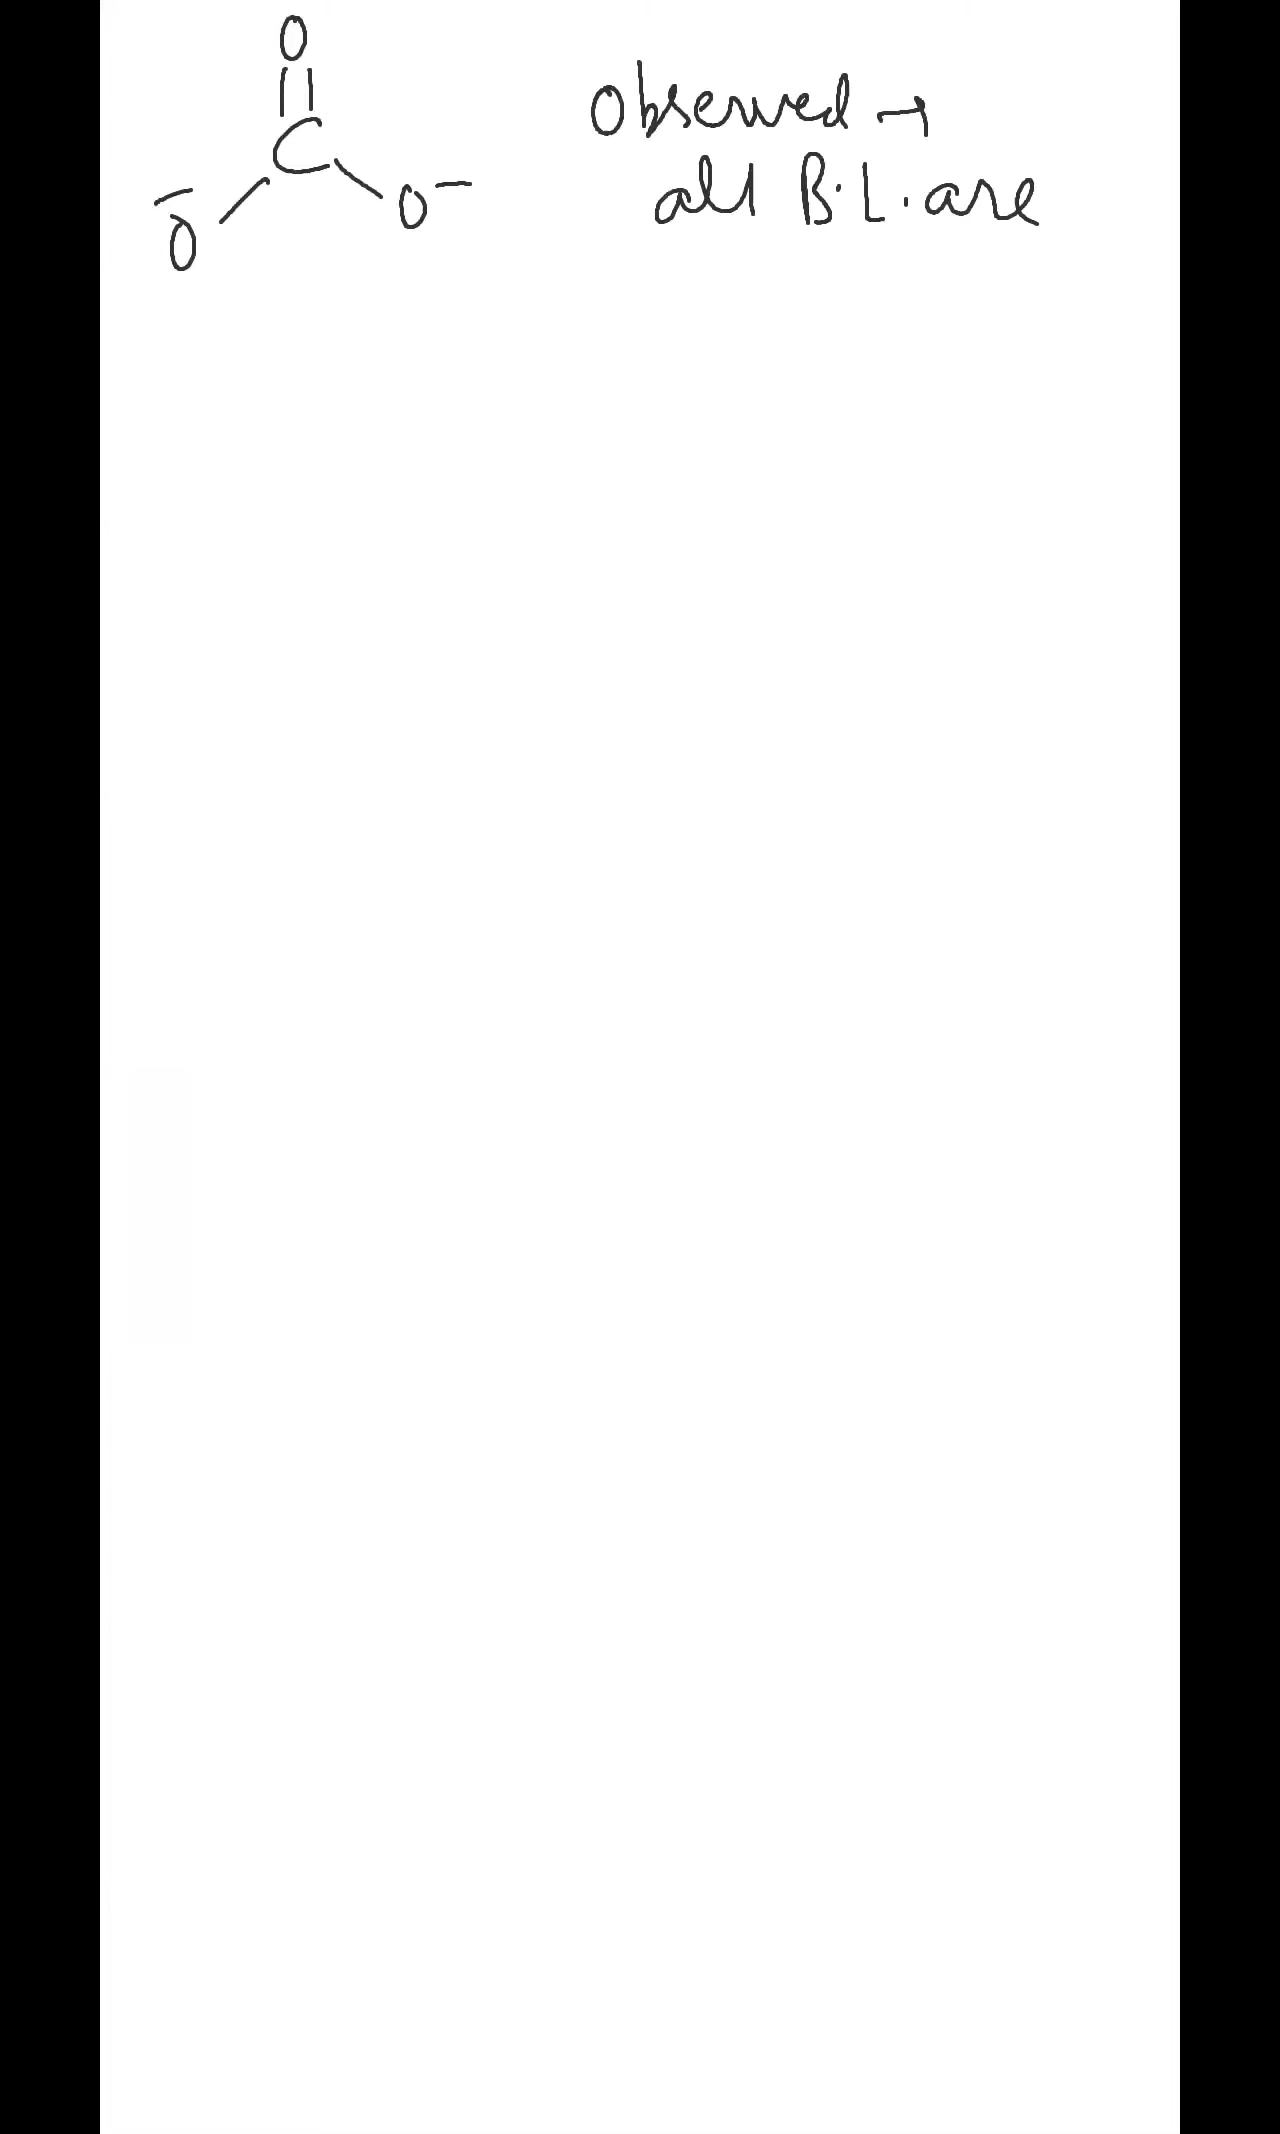 O
||
C
Ō O⁻
Observed →
all B.L. are